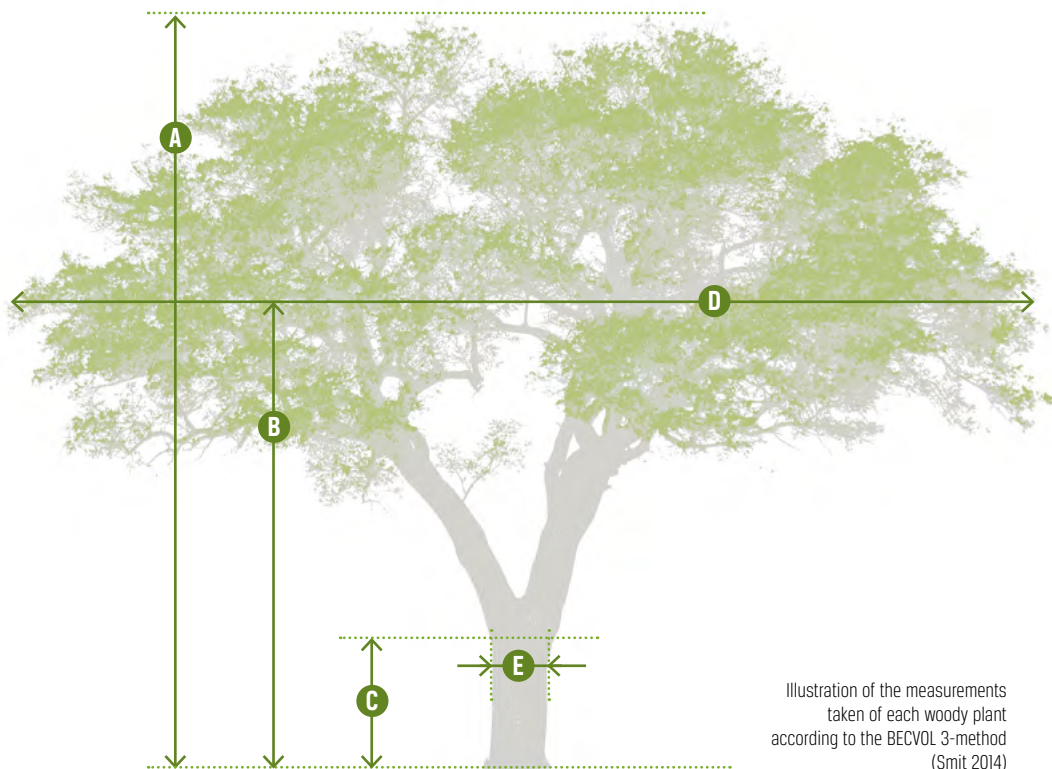 A
D
B
E
C
Illustration of the measurements
taken of each woody plant
according to the BECVOL 3-method
(Smit 2014)